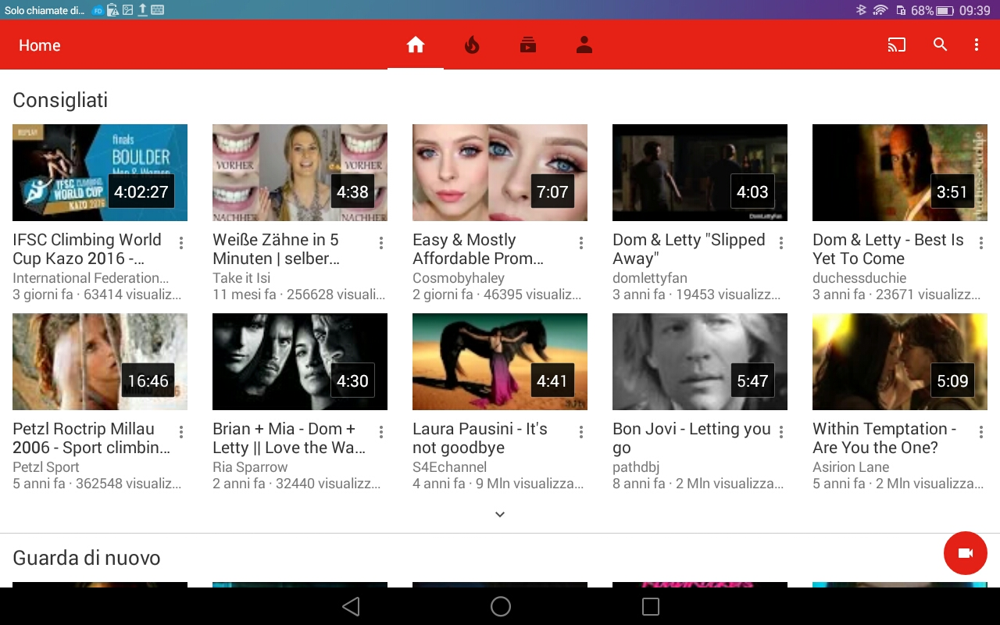 Solo chiamate di...
68%
09:39
Home
Consigliati
REPLAY
finals
BOULDER
Men & Women
IFSC CLIMBING
WORLD CUP
KAZO 2016
4:02:27
VORHER
VORHER
NACHHER
NACHHER
4:38
7:07
4:03
DomLettyFan
3:51
duchessduchie
IFSC Climbing World
Cup Kazo 2016 -...
International Federation...
3 giorni fa · 63414 visualiz...
Weiße Zähne in 5
Minuten | selber...
Take it Isi
11 mesi fa · 256628 visuali...
Easy & Mostly
Affordable Prom...
Cosmobyhaley
2 giorni fa · 46395 visualiz...
Dom & Letty "Slipped
Away"
domlettyfan
3 anni fa · 19453 visualizz...
Dom & Letty - Best Is
Yet To Come
duchessduchie
3 anni fa · 23671 visualizz...
16:46
4:30
4:41
5:47
5:09
Petzl Roctrip Millau
2006 - Sport climbin...
Petzl Sport
5 anni fa · 362548 visualiz...
Brian + Mia - Dom +
Letty || Love the Wa...
Ria Sparrow
2 anni fa · 32440 visualizz...
Laura Pausini - It's
not goodbye
S4Echannel
4 anni fa · 9 Mln visualizza...
Bon Jovi - Letting you
go
pathdbj
8 anni fa · 2 Mln visualizza...
Within Temptation -
Are You the One?
Asirion Lane
5 anni fa · 2 Mln visualizza...
Guarda di nuovo